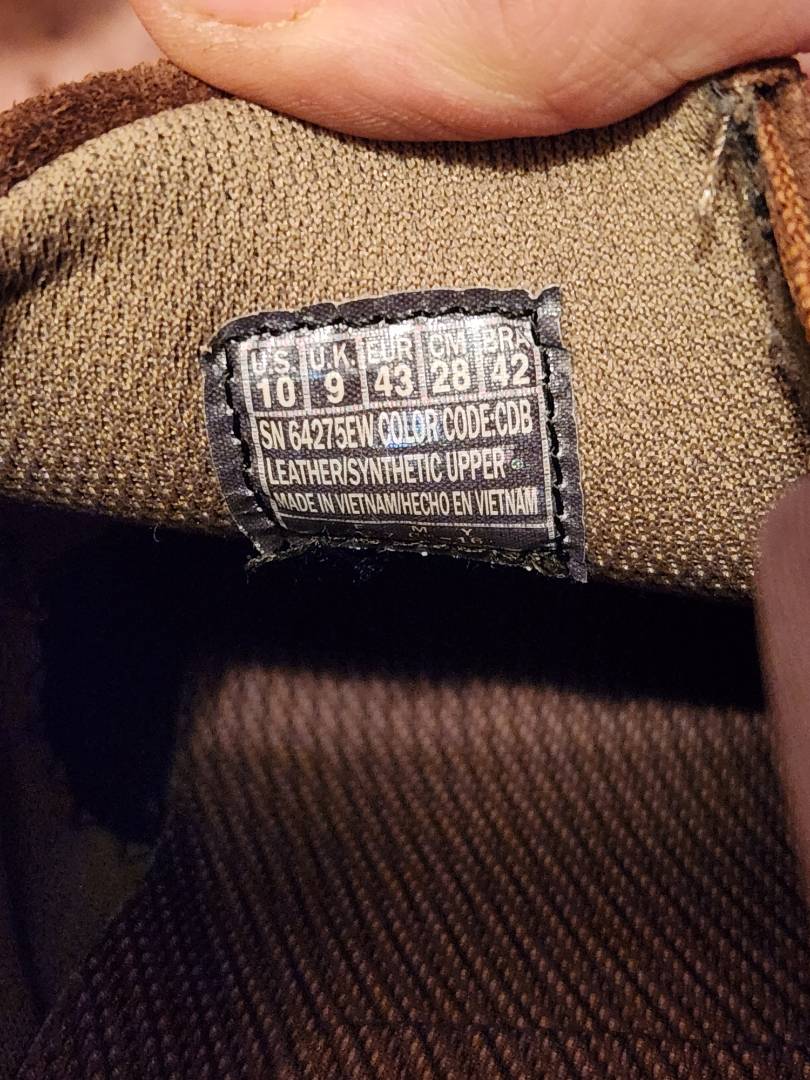 U.S. U.K. EUR CM BRA
10 9 43 28 42
SN 64275EW COLOR CODE:CDB
LEATHER/SYNTHETIC UPPER
MADE IN VIETNAM/HECHO EN VIETNAM
M Y